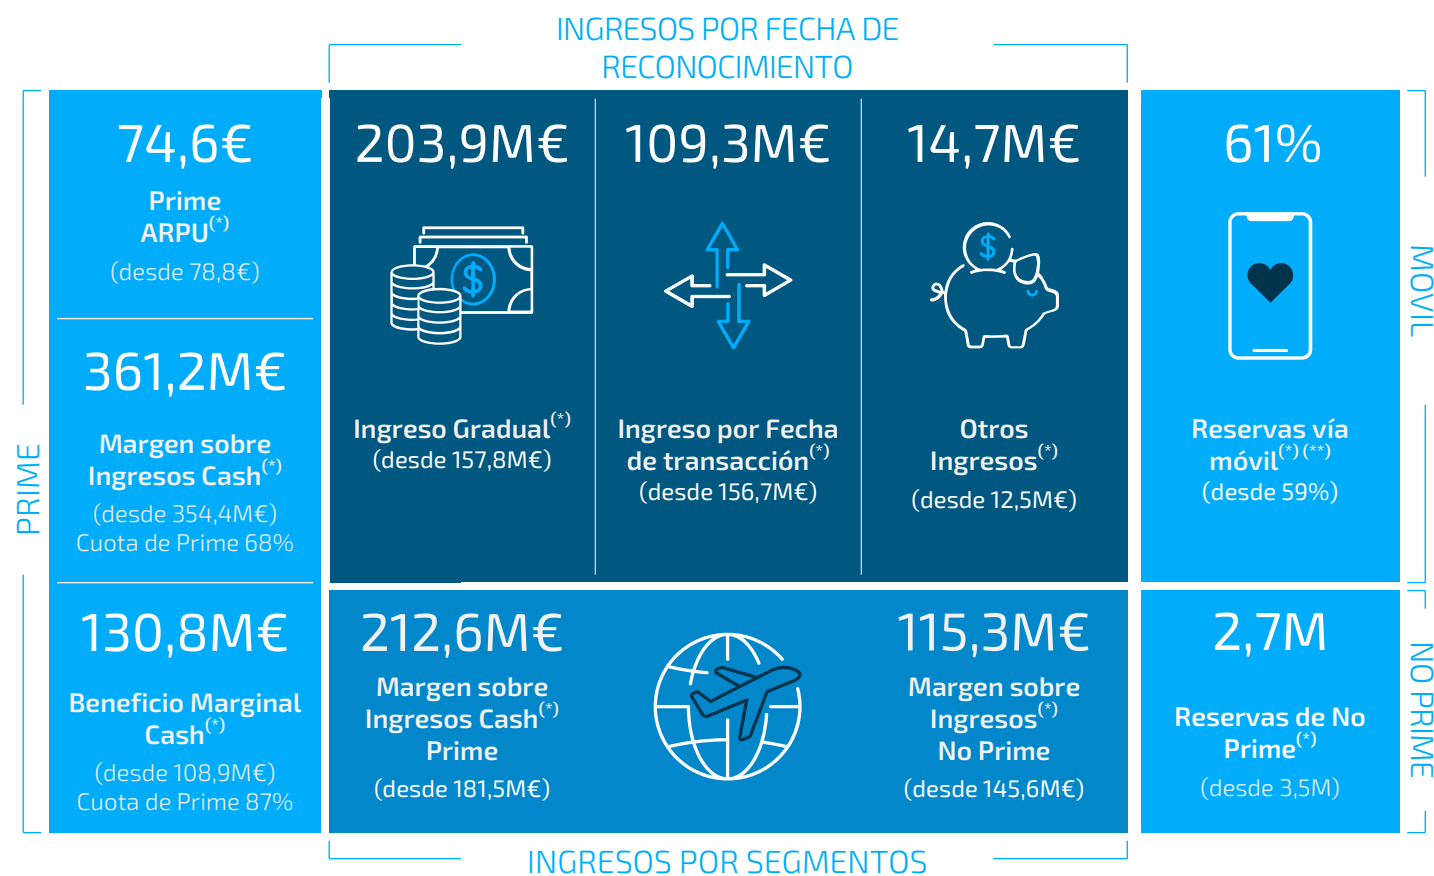 INGRESOS POR FECHA DE
RECONOCIMIENTO
PRIME
74,6€
Prime
ARPU(*)
(desde 78,8€)
361,2M€
Margen sobre
Ingresos Cash(*)
(desde 354,4M€)
Cuota de Prime 68%
130,8M€
Beneficio Marginal
Cash(*)
(desde 108,9M€)
Cuota de Prime 87%
203,9M€
Ingreso Gradual(*)
(desde 157,8M€)
109,3M€
Ingreso por Fecha
de transacción(*)
(desde 156,7M€)
14,7M€
Otros
Ingresos(*)
(desde 12,5M€)
212,6M€
Margen sobre
Ingresos Cash(*)
Prime
(desde 181,5M€)
115,3M€
Margen sobre
Ingresos(*)
No Prime
(desde 145,6M€)
INGRESOS POR SEGMENTOS
61%
Reservas vía
móvil(*) (**)
(desde 59%)
MOVIL
2,7M
Reservas de No
Prime(*)
(desde 3,5M)
NO PRIME